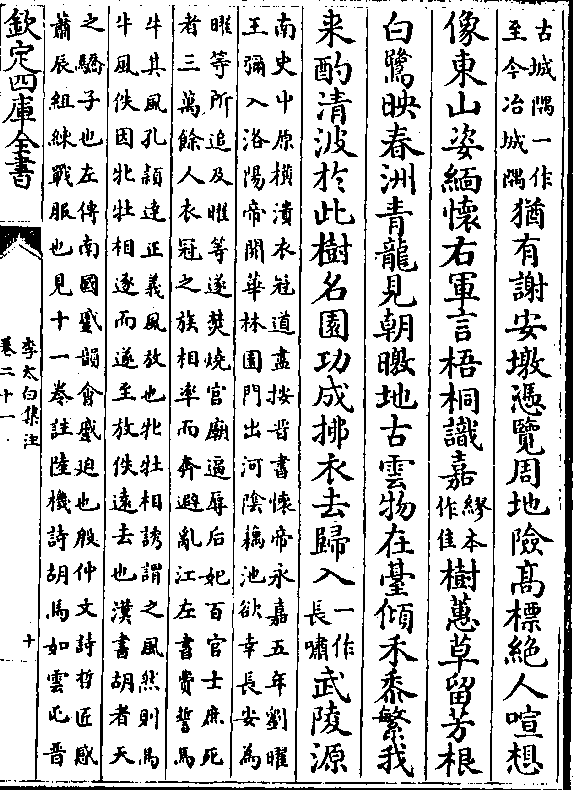 古城隅一作
至今冶城隅
猶有謝安墩憑覽周地險高標絕人喧想
像東山姿緬懷右軍言梧桐識嘉
繆本
作佳
樹蕙草留芳根
白鷺映春洲青龍見朝暾地古雲物在臺傾禾黍繁我
来酌清波於此樹名園功成拂衣去歸入
一作
長嘯
武陵源
南史中原橫潰衣冠道盡按晉書懷帝永嘉五年劉曜
王彌入洛陽帝開華林園門出河陰藕池欲幸長安為
曜等所追及曜等遂焚燒官廟逼辱后妃百官士庶死
者三萬餘人衣冠之族相率而奔避亂江左書費誓馬
牛其風孔穎達正義風放也牝牡相誘謂之風然則馬
牛風佚因牝牡相逐而遂至放佚遠去也漢書胡者天
之驕子也左傳南國蹙韻會蹙迫也殷仲文詩哲匠感
蕭辰組練戰服也見十一卷註陸機詩胡馬如雲屯晉
欽定四庫全書
李太白集注
卷二十一
十